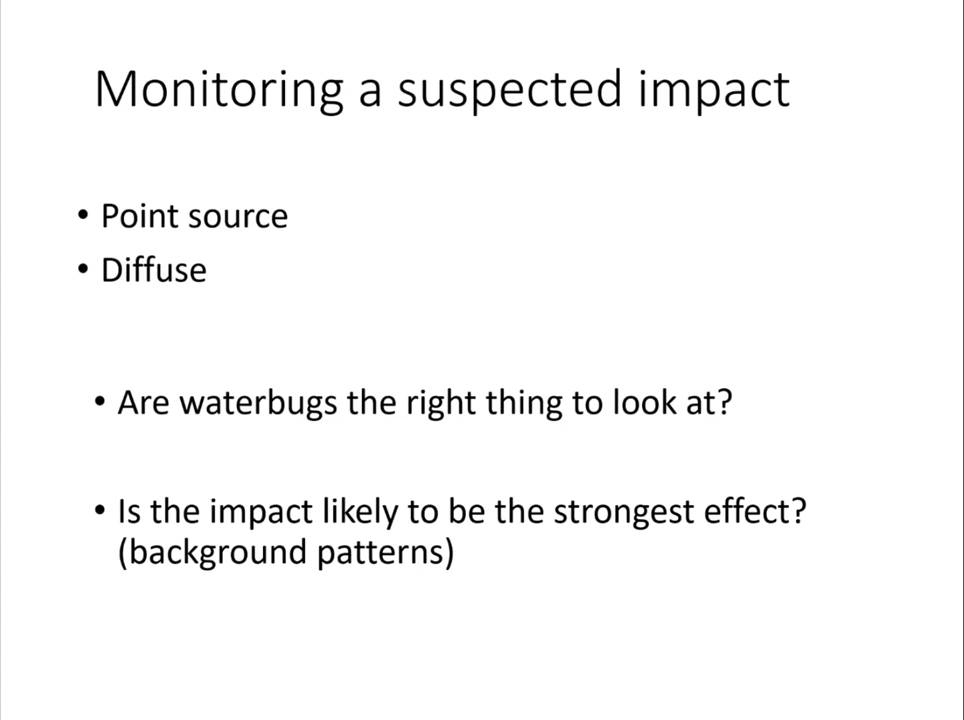 Monitoring a suspected impact
• Point source
• Diffuse
• Are waterbugs the right thing to look at?
• Is the impact likely to be the strongest effect?
(background patterns)